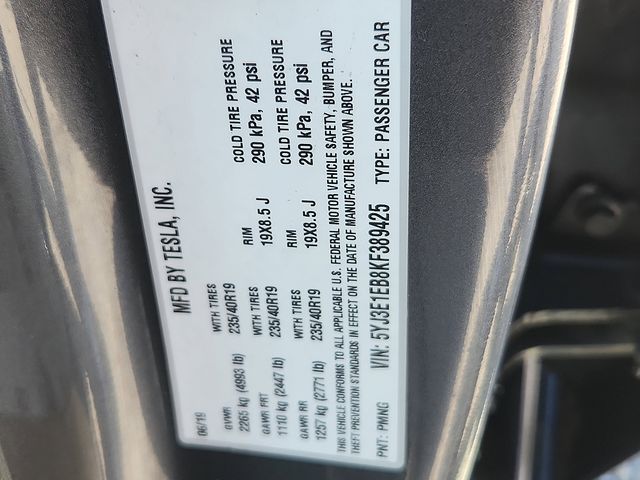 MFD BY TESLA, INC.
06/19
GVWR WITH TIRES RIM COLD TIRE PRESSURE
2265 kg (4993 lb) 235/40R19 19X8.5 J 290 kPa, 42 psi
GAWR FRT WITH TIRES RIM COLD TIRE PRESSURE
1110 kg (2447 lb) 235/40R19 19X8.5 J 290 kPa, 42 psi
GAWR RR WITH TIRES
1257 kg (2771 lb) 235/40R19
THIS VEHICLE CONFORMS TO ALL APPLICABLE U.S. FEDERAL MOTOR VEHICLE SAFETY, BUMPER, AND
THEFT PREVENTION STANDARDS IN EFFECT ON THE DATE OF MANUFACTURE SHOWN ABOVE.
PNT: PMNG VIN: 5YJ3E1EB8KF389425 TYPE: PASSENGER CAR